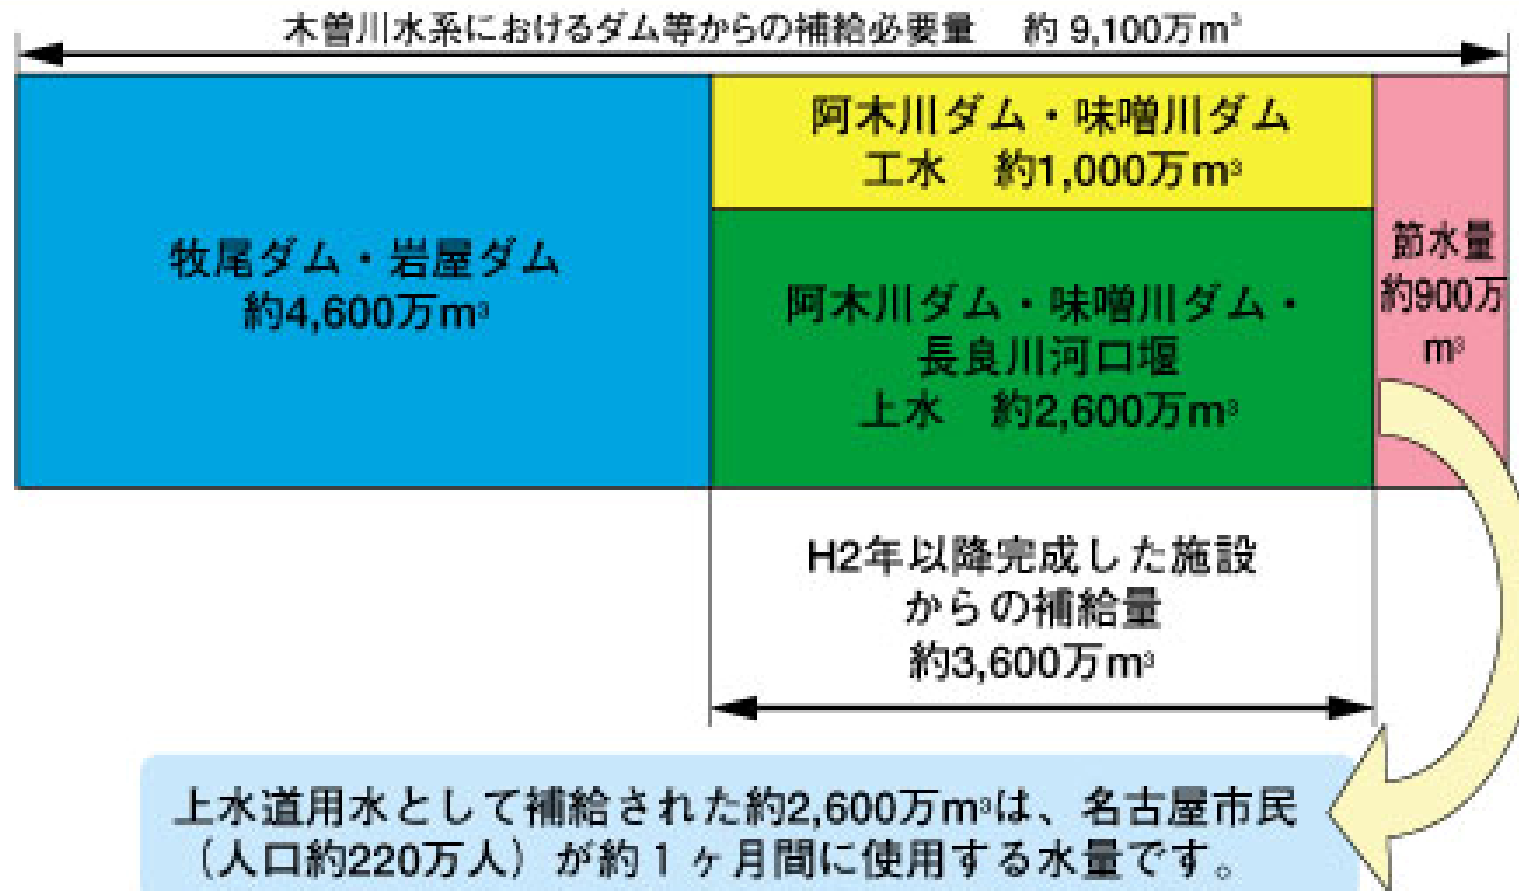 木曽川水系におけるダム等からの補給必要量　約 9,100万m³
阿木川ダム・味噌川ダム
工水　約1,000万m³
牧尾ダム・岩屋ダム
約4,600万m³
阿木川ダム・味噌川ダム・
長良川河口堰
上水　約2,600万m³
節水量
約900万
m³
H2年以降完成した施設
からの補給量
約3,600万m³
上水道用水として補給された約2,600万m³は、名古屋市民
（人口約220万人）が約１ヶ月間に使用する水量です。